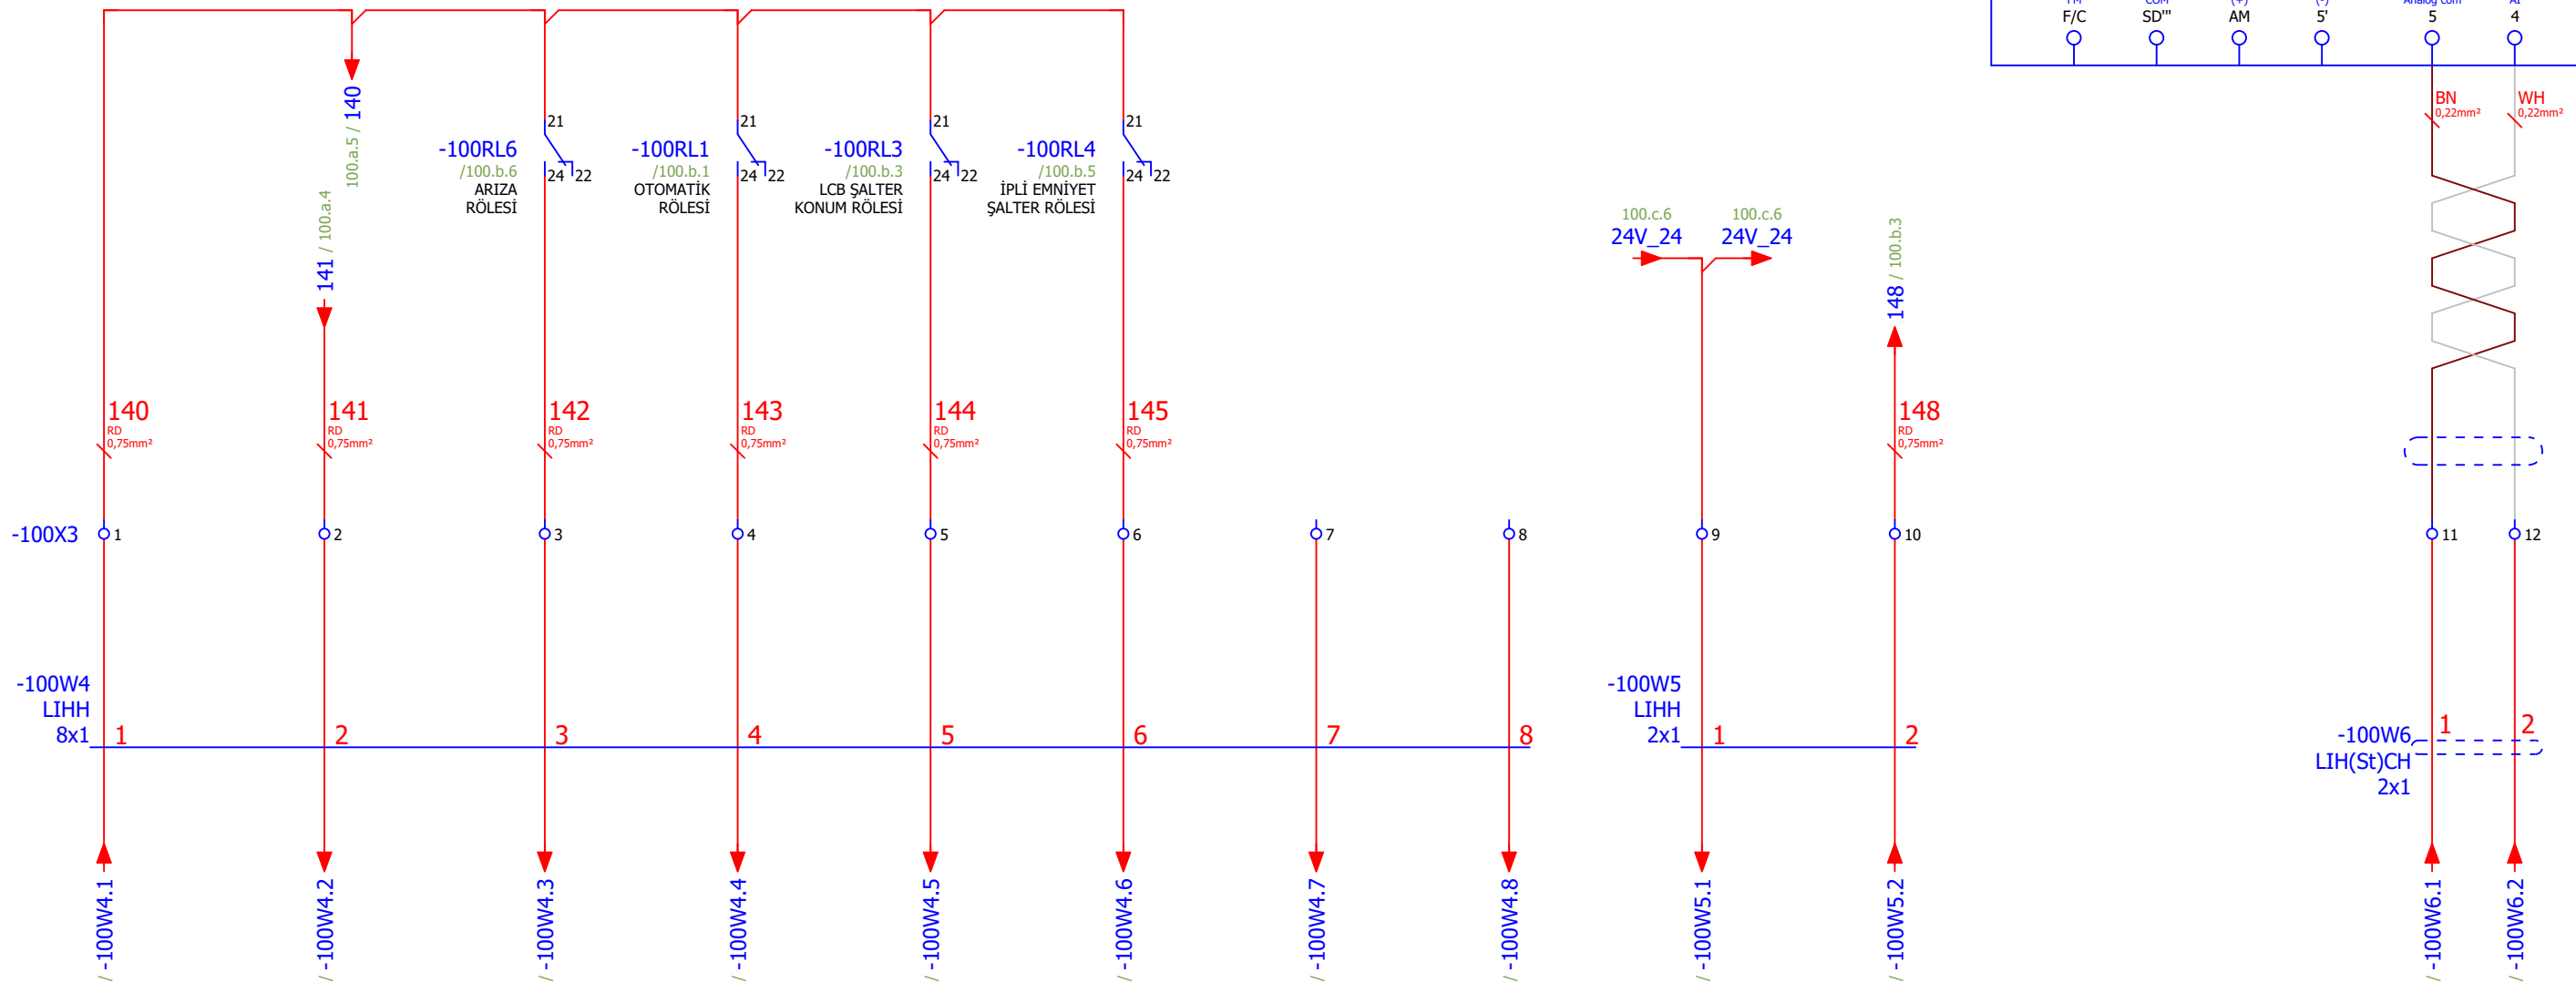 FM COM (+) (-) Analog com AI
F/C SD''' AM 5' 5 4
BN
0,22mm²
WH
0,22mm²
100.a.5 / 140
141 / 100.a.4
21
-100RL6
/100.b.6
ARIZA
RÖLESİ
24 22
21
-100RL1
/100.b.1
OTOMATİK
RÖLESİ
24 22
21
-100RL3
/100.b.3
LCB ŞALTER
KONUM RÖLESİ
24 22
21
-100RL4
/100.b.5
İPLİ EMNİYET
ŞALTER RÖLESİ
24 22
100.c.6 100.c.6
24V_24 24V_24
148 / 100.b.3
140
RD
0,75mm²
141
RD
0,75mm²
142
RD
0,75mm²
143
RD
0,75mm²
144
RD
0,75mm²
145
RD
0,75mm²
148
RD
0,75mm²
-100X3 1 2 3 4 5 6 7 8 9 10 11 12
-100W4
LIHH
8x1 1 2 3 4 5 6 7 8
-100W5
LIHH
2x1 1 2
-100W6 1 2
LIH(St)CH
2x1
/ -100W4.1
/ -100W4.2
/ -100W4.3
/ -100W4.4
/ -100W4.5
/ -100W4.6
/ -100W4.7
/ -100W4.8
/ -100W5.1
/ -100W5.2
/ -100W6.1
/ -100W6.2